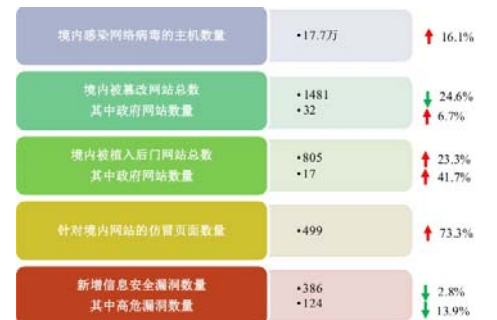 境内感染网络病毒的主机数量
•17.7万
16.1%
境内被篡改网站总数
其中政府网站数量
•1481
•32
24.6%
6.7%
境内被植入后门网站总数
其中政府网站数量
•805
•17
23.3%
41.7%
针对境内网站的仿冒页面数量
•499
73.3%
新增信息安全漏洞数量
其中高危漏洞数量
•386
•124
2.8%
13.9%